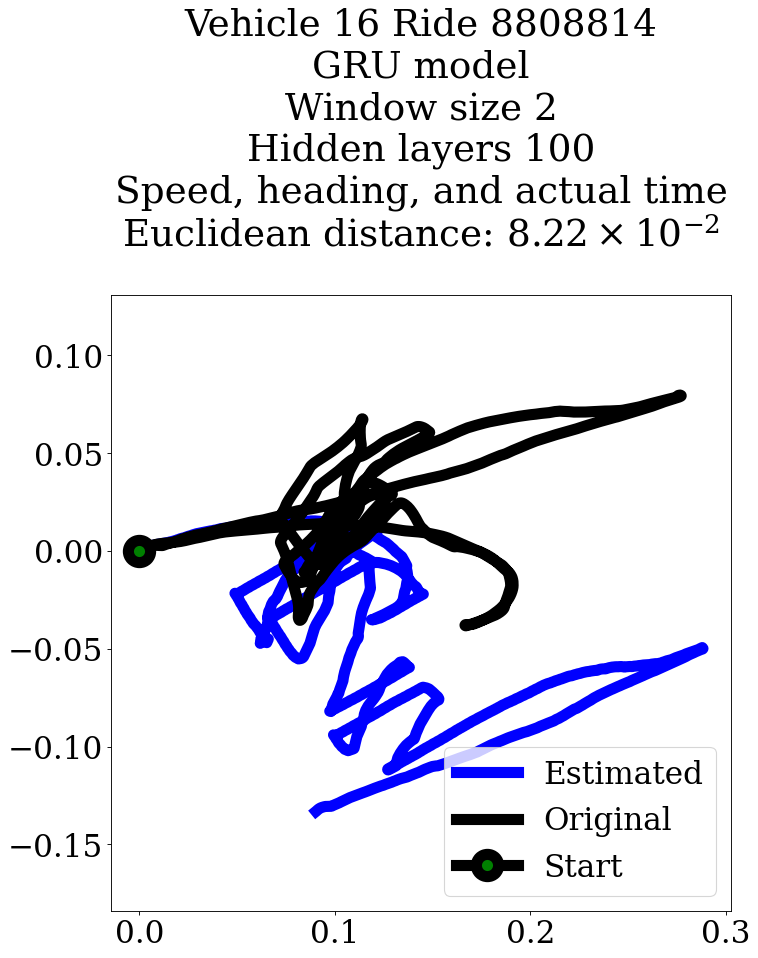 Vehicle 16 Ride 8808814
GRU model
Window size 2
Hidden layers 100
Speed, heading, and actual time
Euclidean distance: 8.22 × 10⁻²
0.10
0.05
0.00
−0.05
−0.10
−0.15
Estimated
Original
Start
0.0 0.1 0.2 0.3